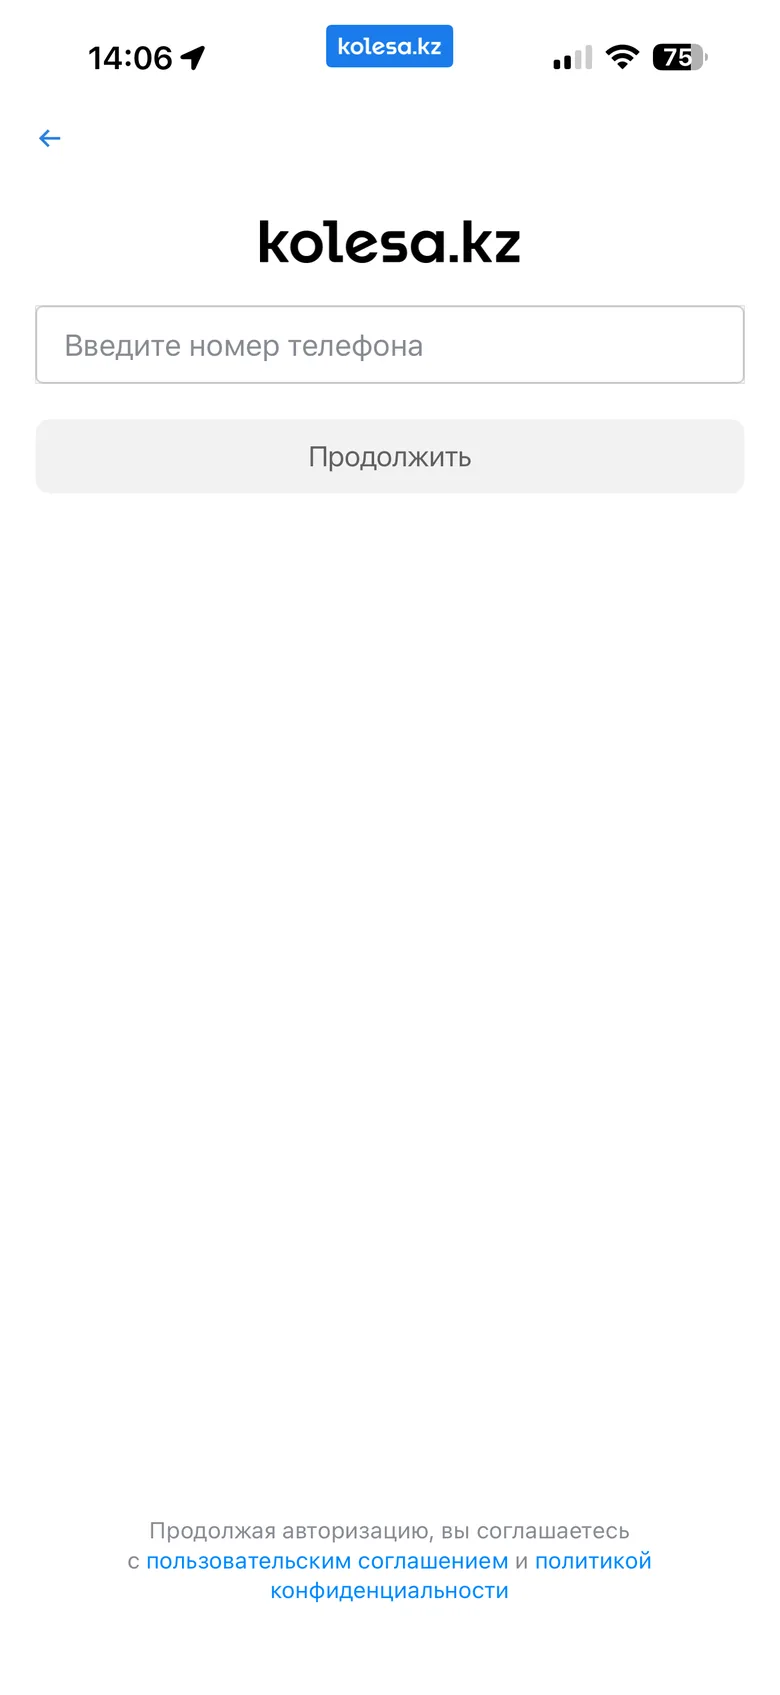 14:06
kolesa.kz
75
kolesa.kz
Введите номер телефона
Продолжить
Продолжая авторизацию, вы соглашаетесь
с пользовательским соглашением и политикой
конфиденциальности